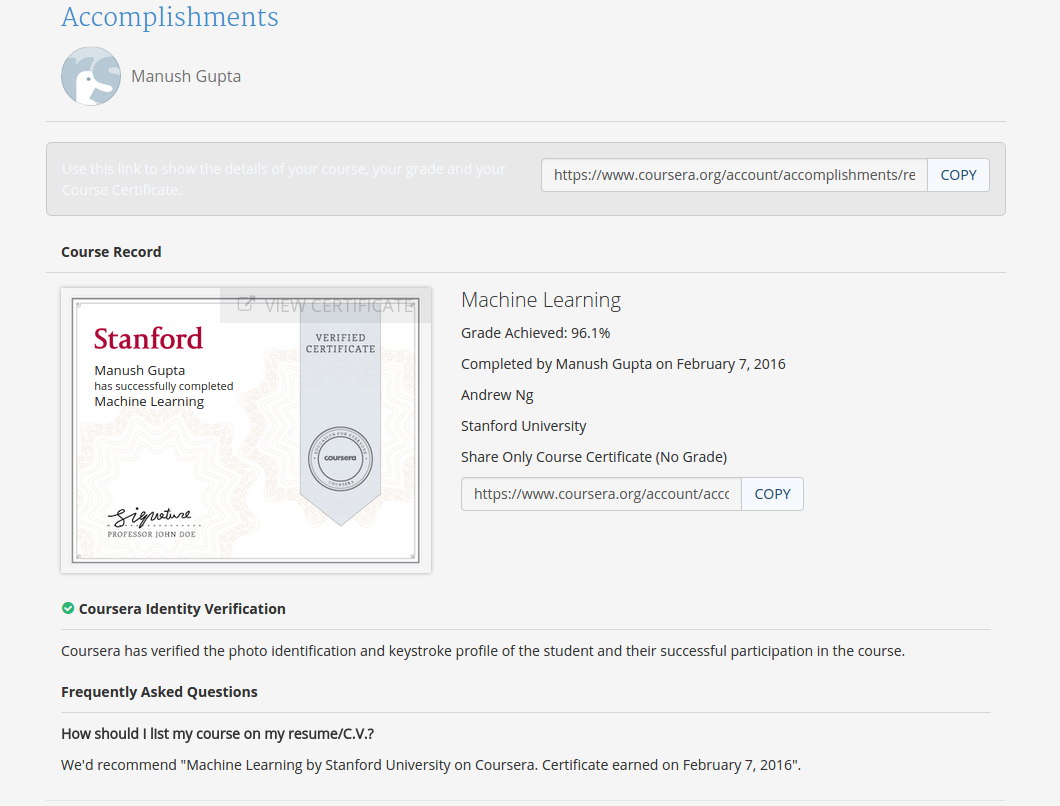 Accomplishments
Manush Gupta
Use this link to show the details of your course, your grade and your
Course Certificate.
https://www.coursera.org/account/accomplishments/re
COPY
Course Record
VIEW CERTIFICATE
Stanford
Manush Gupta
has successfully completed
Machine Learning
VERIFIED
CERTIFICATE
EDUCATION FOR EVERYONE
coursera
COURSERA
Signature
PROFESSOR JOHN DOE
Machine Learning
Grade Achieved: 96.1%
Completed by Manush Gupta on February 7, 2016
Andrew Ng
Stanford University
Share Only Course Certificate (No Grade)
https://www.coursera.org/account/acco
COPY
Coursera Identity Verification
Coursera has verified the photo identification and keystroke profile of the student and their successful participation in the course.
Frequently Asked Questions
How should I list my course on my resume/C.V.?
We'd recommend "Machine Learning by Stanford University on Coursera. Certificate earned on February 7, 2016".